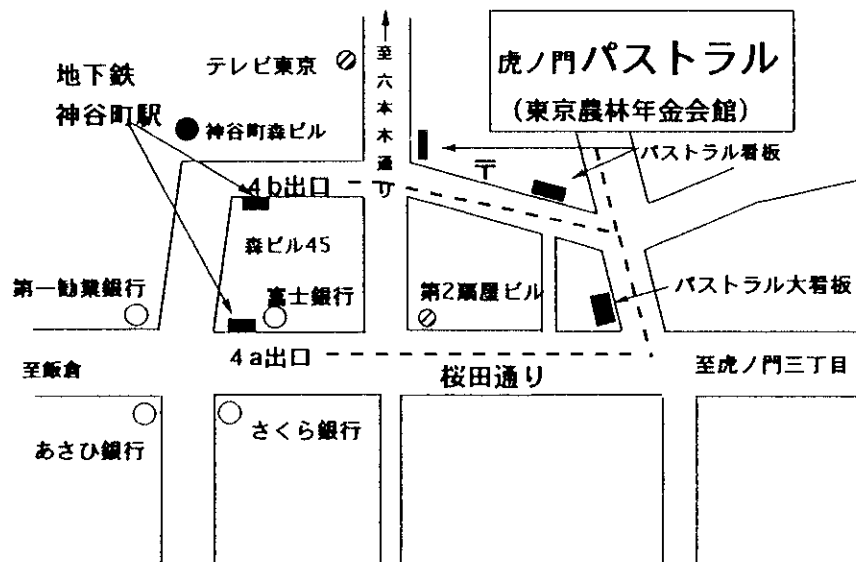 虎ノ門パストラル
(東京農林年金会館)
テレビ東京
至六本木通り
地下鉄
神谷町駅
神谷町森ビル
パストラル看板
〒
4b出口
森ビル45
第一勧業銀行
富士銀行
第2扇屋ビル
パストラル大看板
4a出口
至飯倉
桜田通り
至虎ノ門三丁目
あさひ銀行
さくら銀行